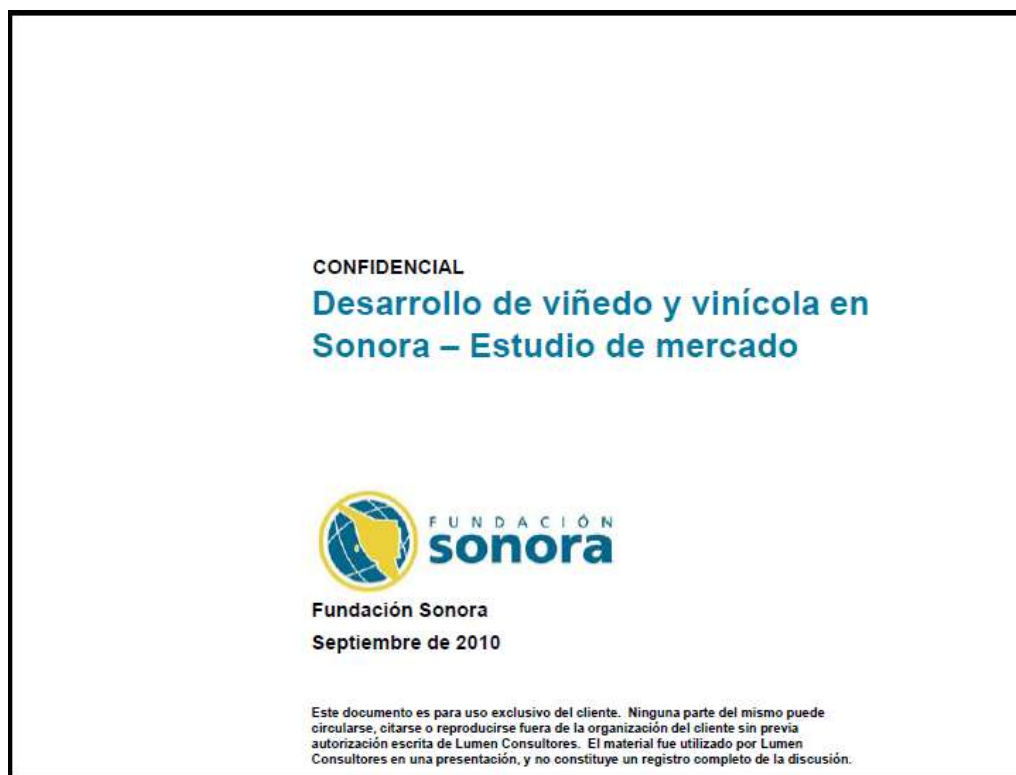 CONFIDENCIAL
Desarrollo de viñedo y vinícola en
Sonora – Estudio de mercado
FUNDACIÓN
sonora
Fundación Sonora
Septiembre de 2010
Este documento es para uso exclusivo del cliente. Ninguna parte del mismo puede
circularse, citarse o reproducirse fuera de la organización del cliente sin previa
autorización escrita de Lumen Consultores. El material fue utilizado por Lumen
Consultores en una presentación, y no constituye un registro completo de la discusión.